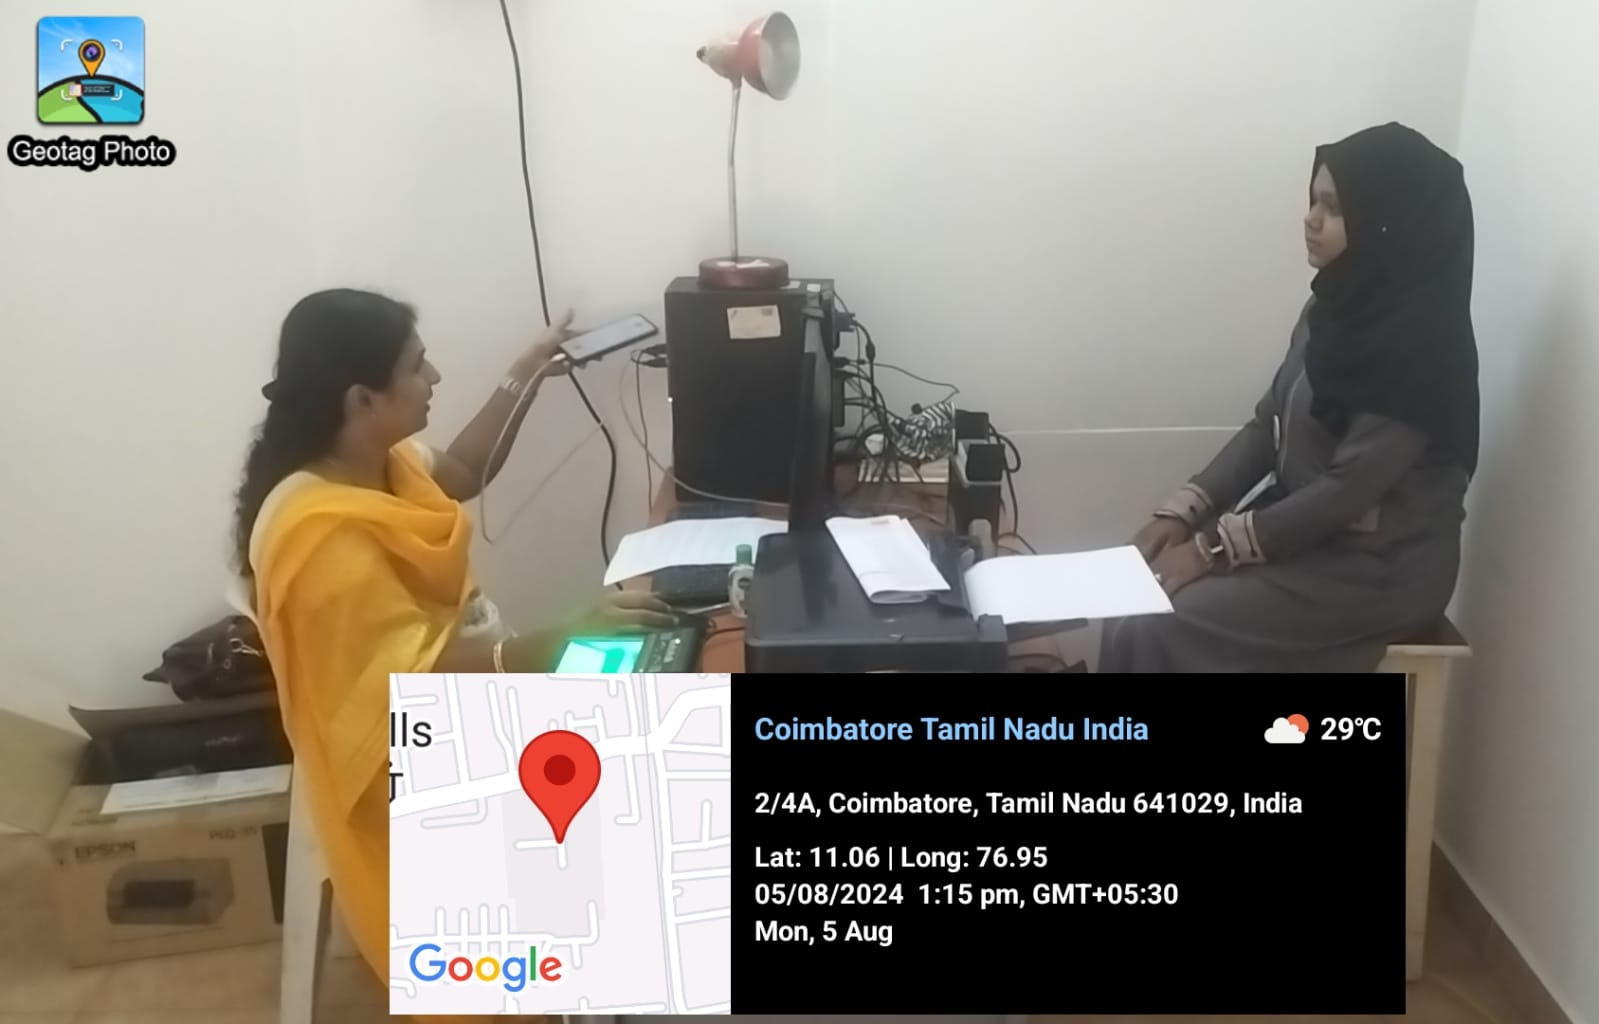 Geotag Photo
lls
Google
Coimbatore Tamil Nadu India
29°C
2/4A, Coimbatore, Tamil Nadu 641029, India
Lat: 11.06 | Long: 76.95
05/08/2024 1:15 pm, GMT+05:30
Mon, 5 Aug
EPSON